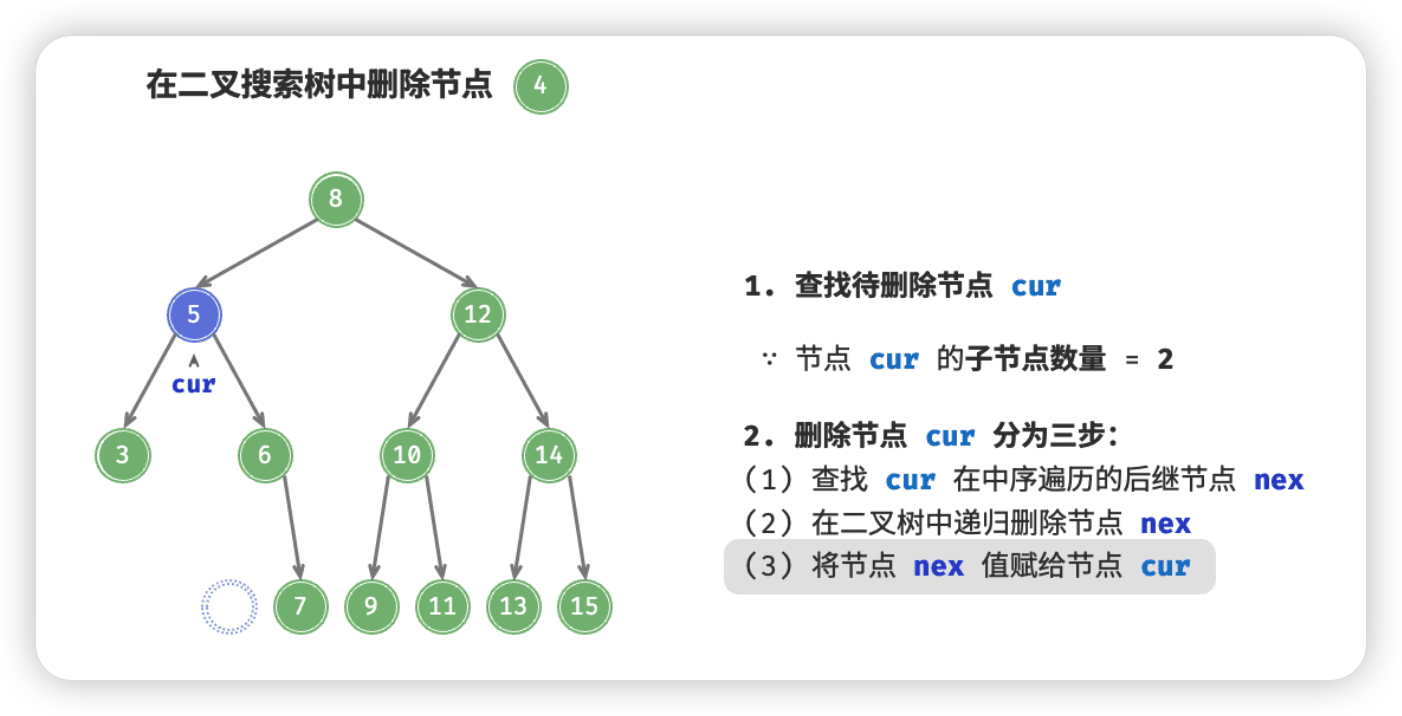 在二叉搜索树中删除节点 4
8
5 12
cur
3 6 10 14
7 9 11 13 15
1. 查找待删除节点 cur
∵ 节点 cur 的子节点数量 = 2
2. 删除节点 cur 分为三步：
(1) 查找 cur 在中序遍历的后继节点 nex
(2) 在二叉树中递归删除节点 nex
(3) 将节点 nex 值赋给节点 cur